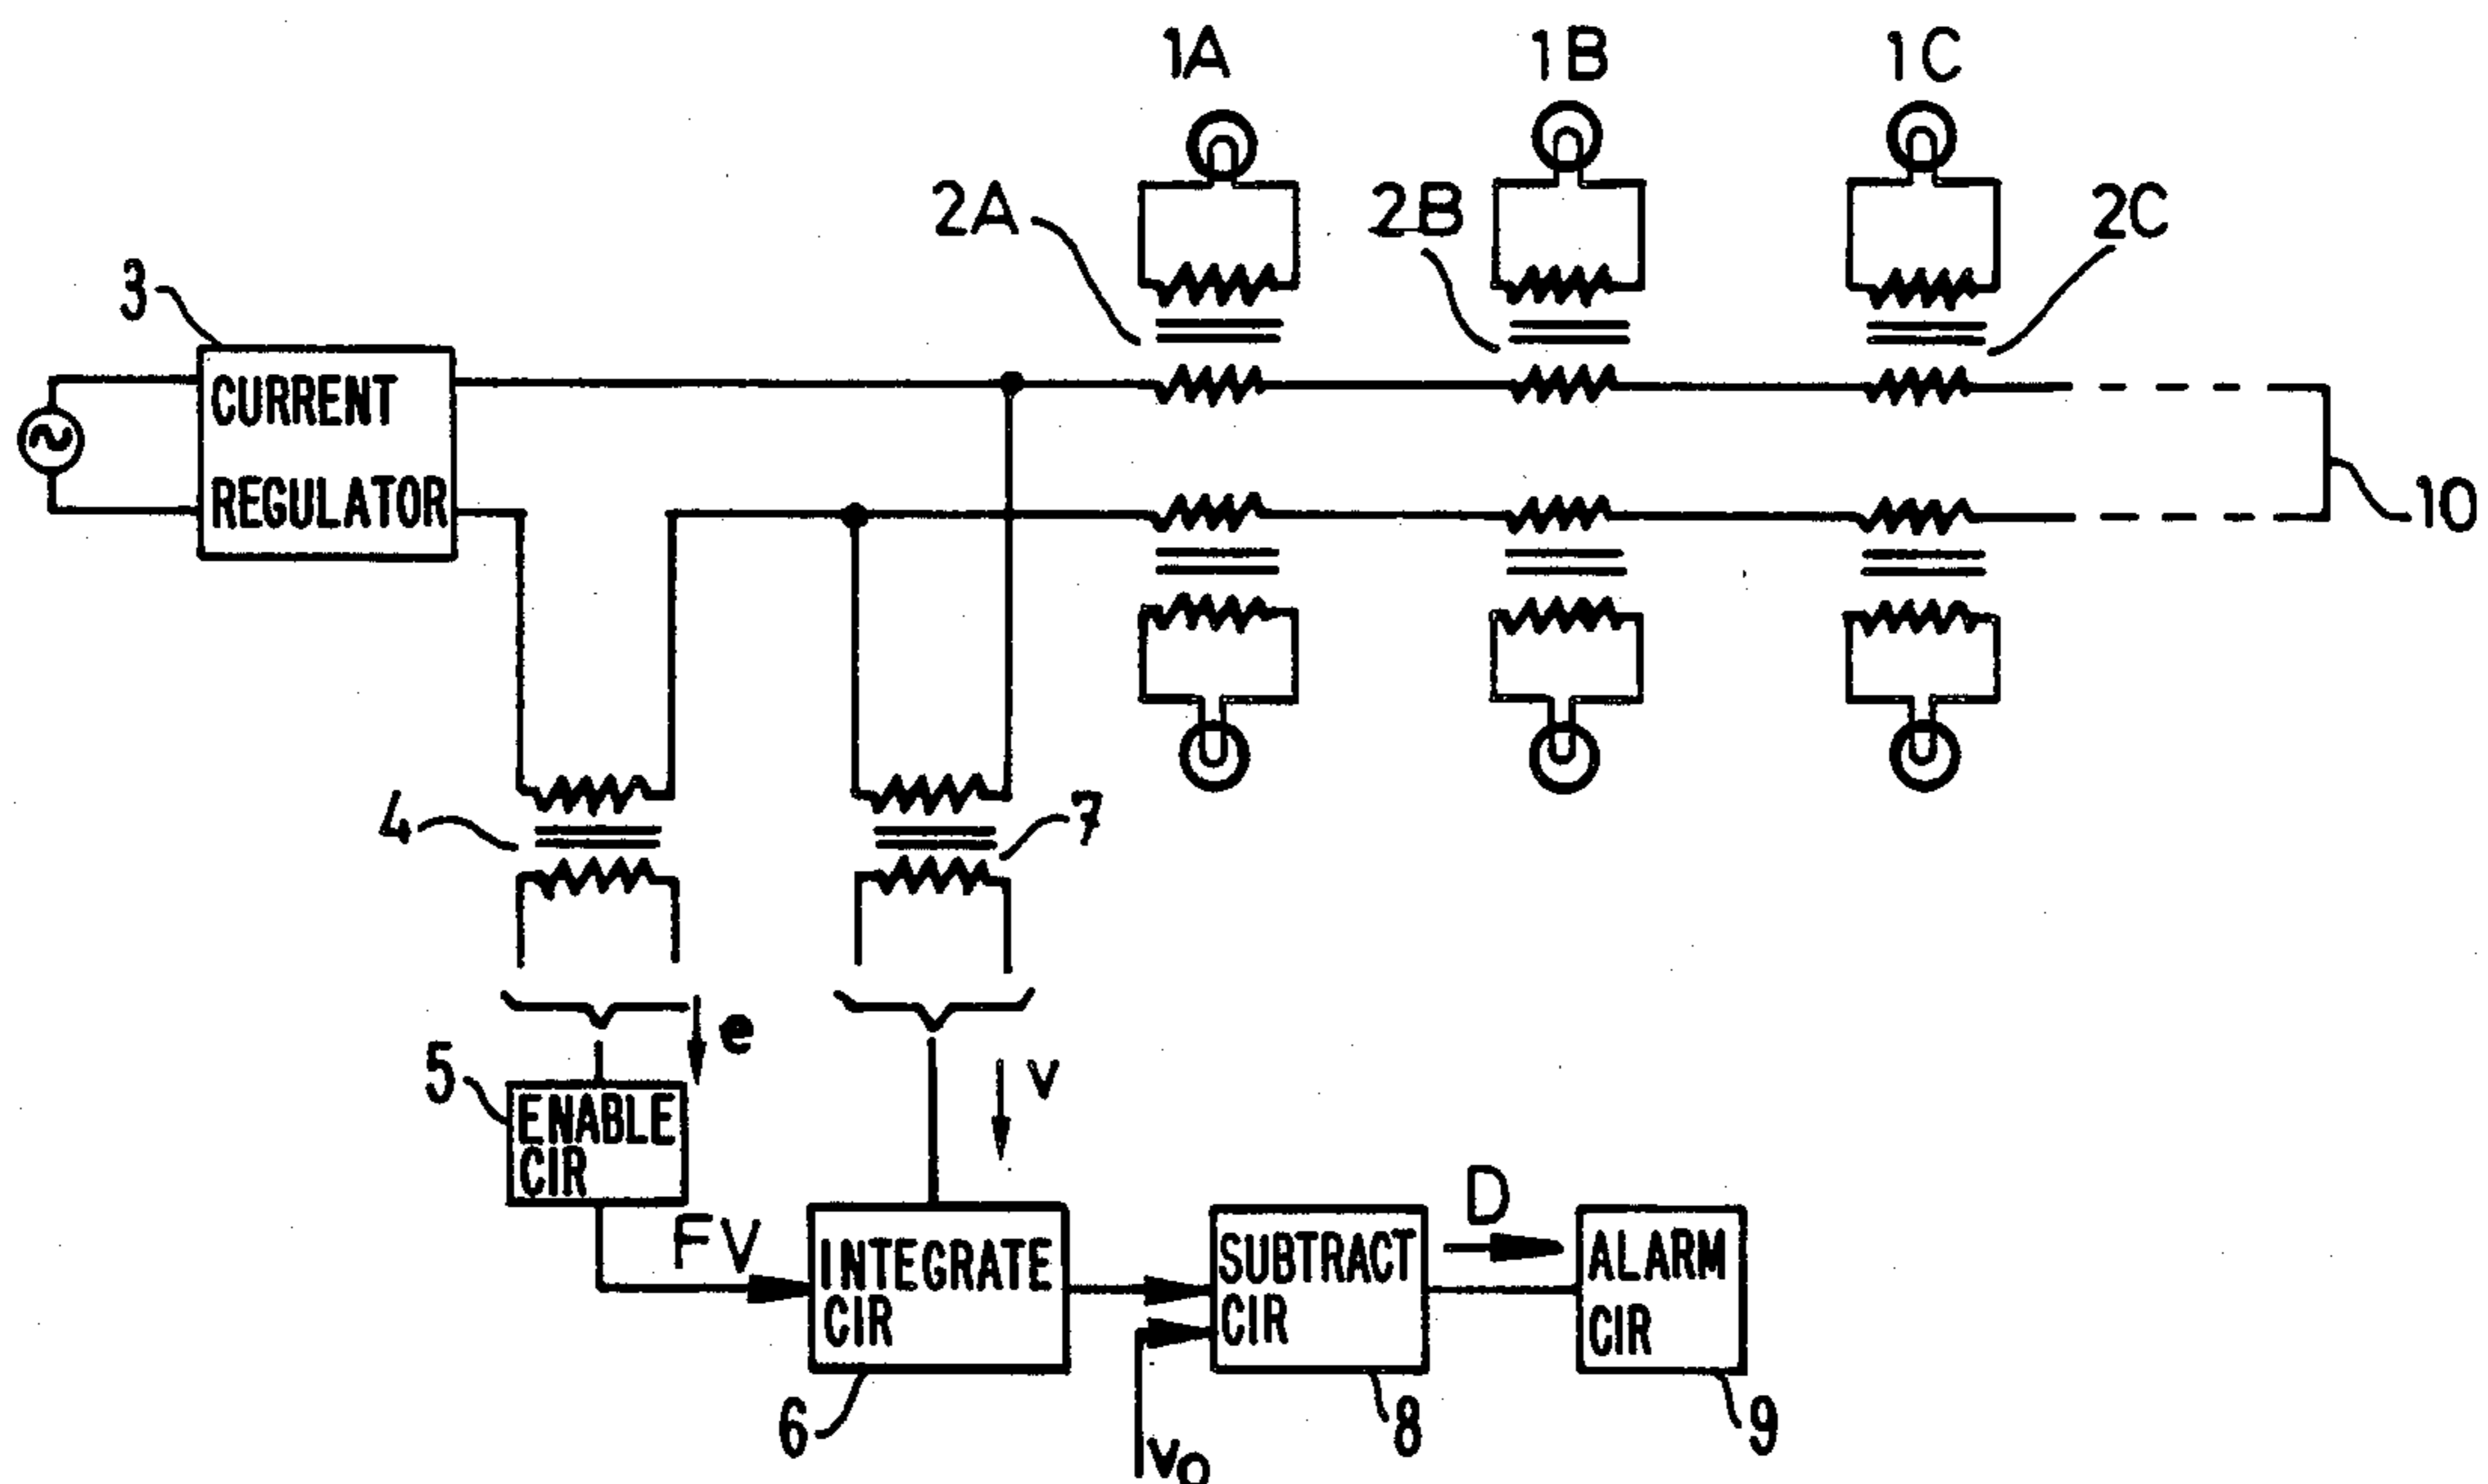 1A 1B 1C
2A 2B 2C
3
CURRENT
REGULATOR
10
4 7
e
5
ENABLE
CIR
v
FV
D
INTEGRATE
CIR
SUBTRACT
CIR
ALARM
CIR
6 8 9
v0